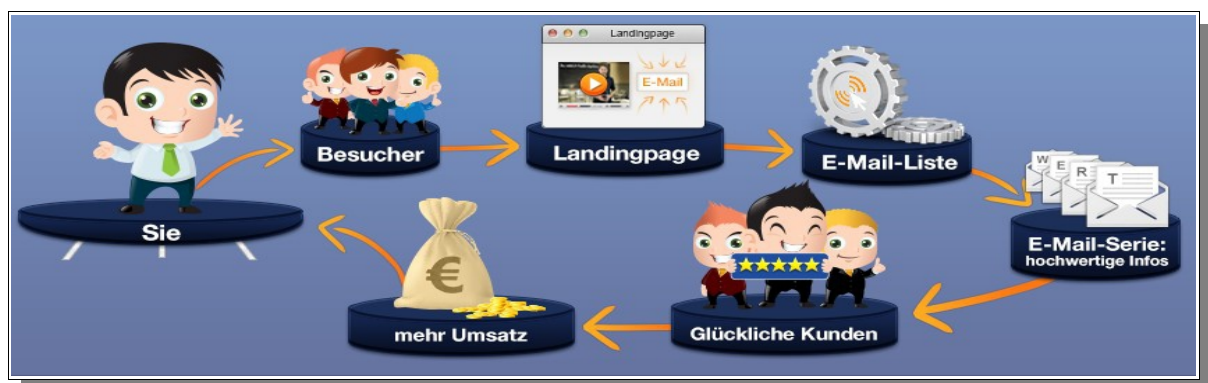 Landingpage
E-Mail
Besucher
Landingpage
E-Mail-Liste
W E R T
Sie
E-Mail-Serie:
hochwertige Infos
mehr Umsatz
Glückliche Kunden